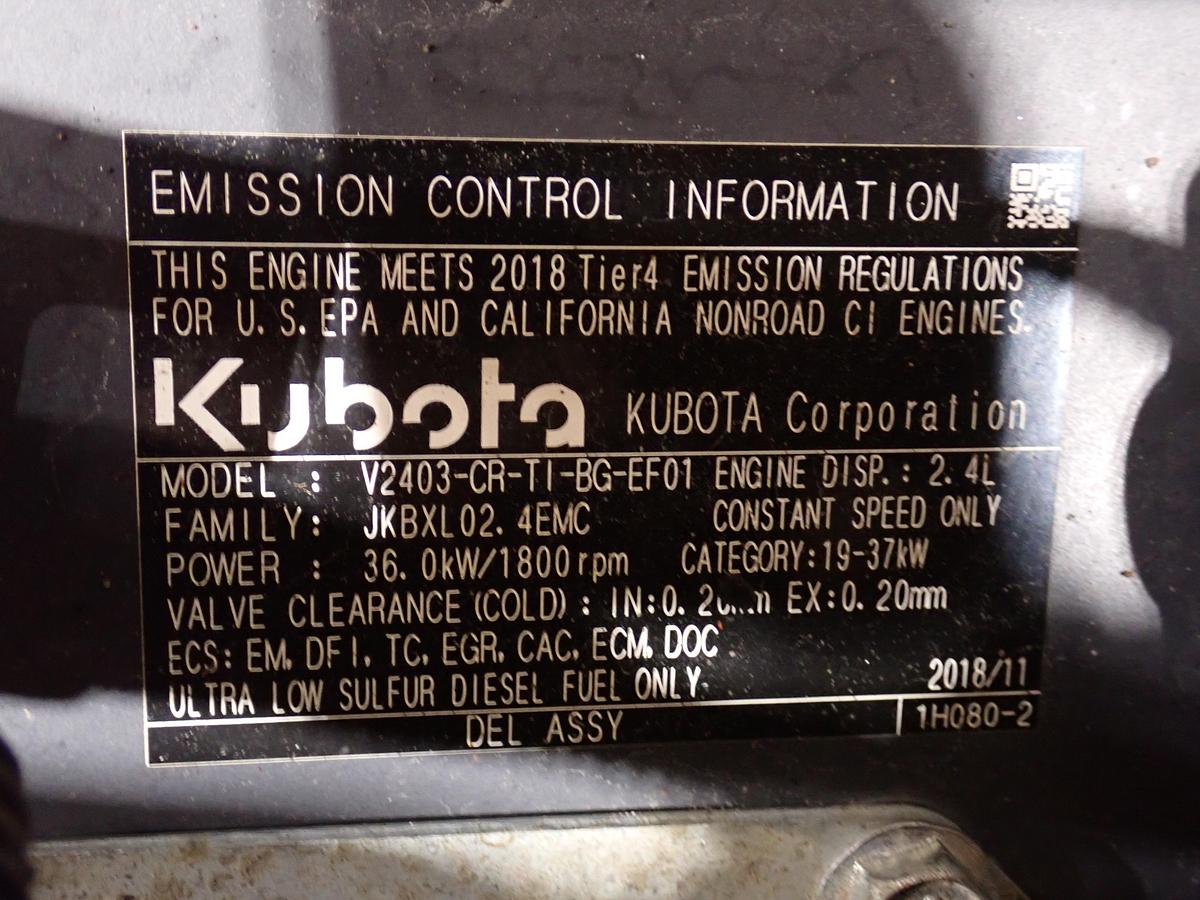 EMISSION CONTROL INFORMATION
THIS ENGINE MEETS 2018 Tier4 EMISSION REGULATIONS
FOR U.S.EPA AND CALIFORNIA NONROAD CI ENGINES.
Kubota KUBOTA Corporation
MODEL : V2403-CR-TI-BG-EF01 ENGINE DISP.: 2.4L
FAMILY: JKBXL02.4EMC CONSTANT SPEED ONLY
POWER : 36.0kW/1800rpm CATEGORY:19-37kW
VALVE CLEARANCE (COLD) : IN: EX:0.20mm
ECS: EM, DFI, TC, EGR, CAC, ECM, DOC
ULTRA LOW SULFUR DIESEL FUEL ONLY 2018/11
DEL ASSY 1H080-2